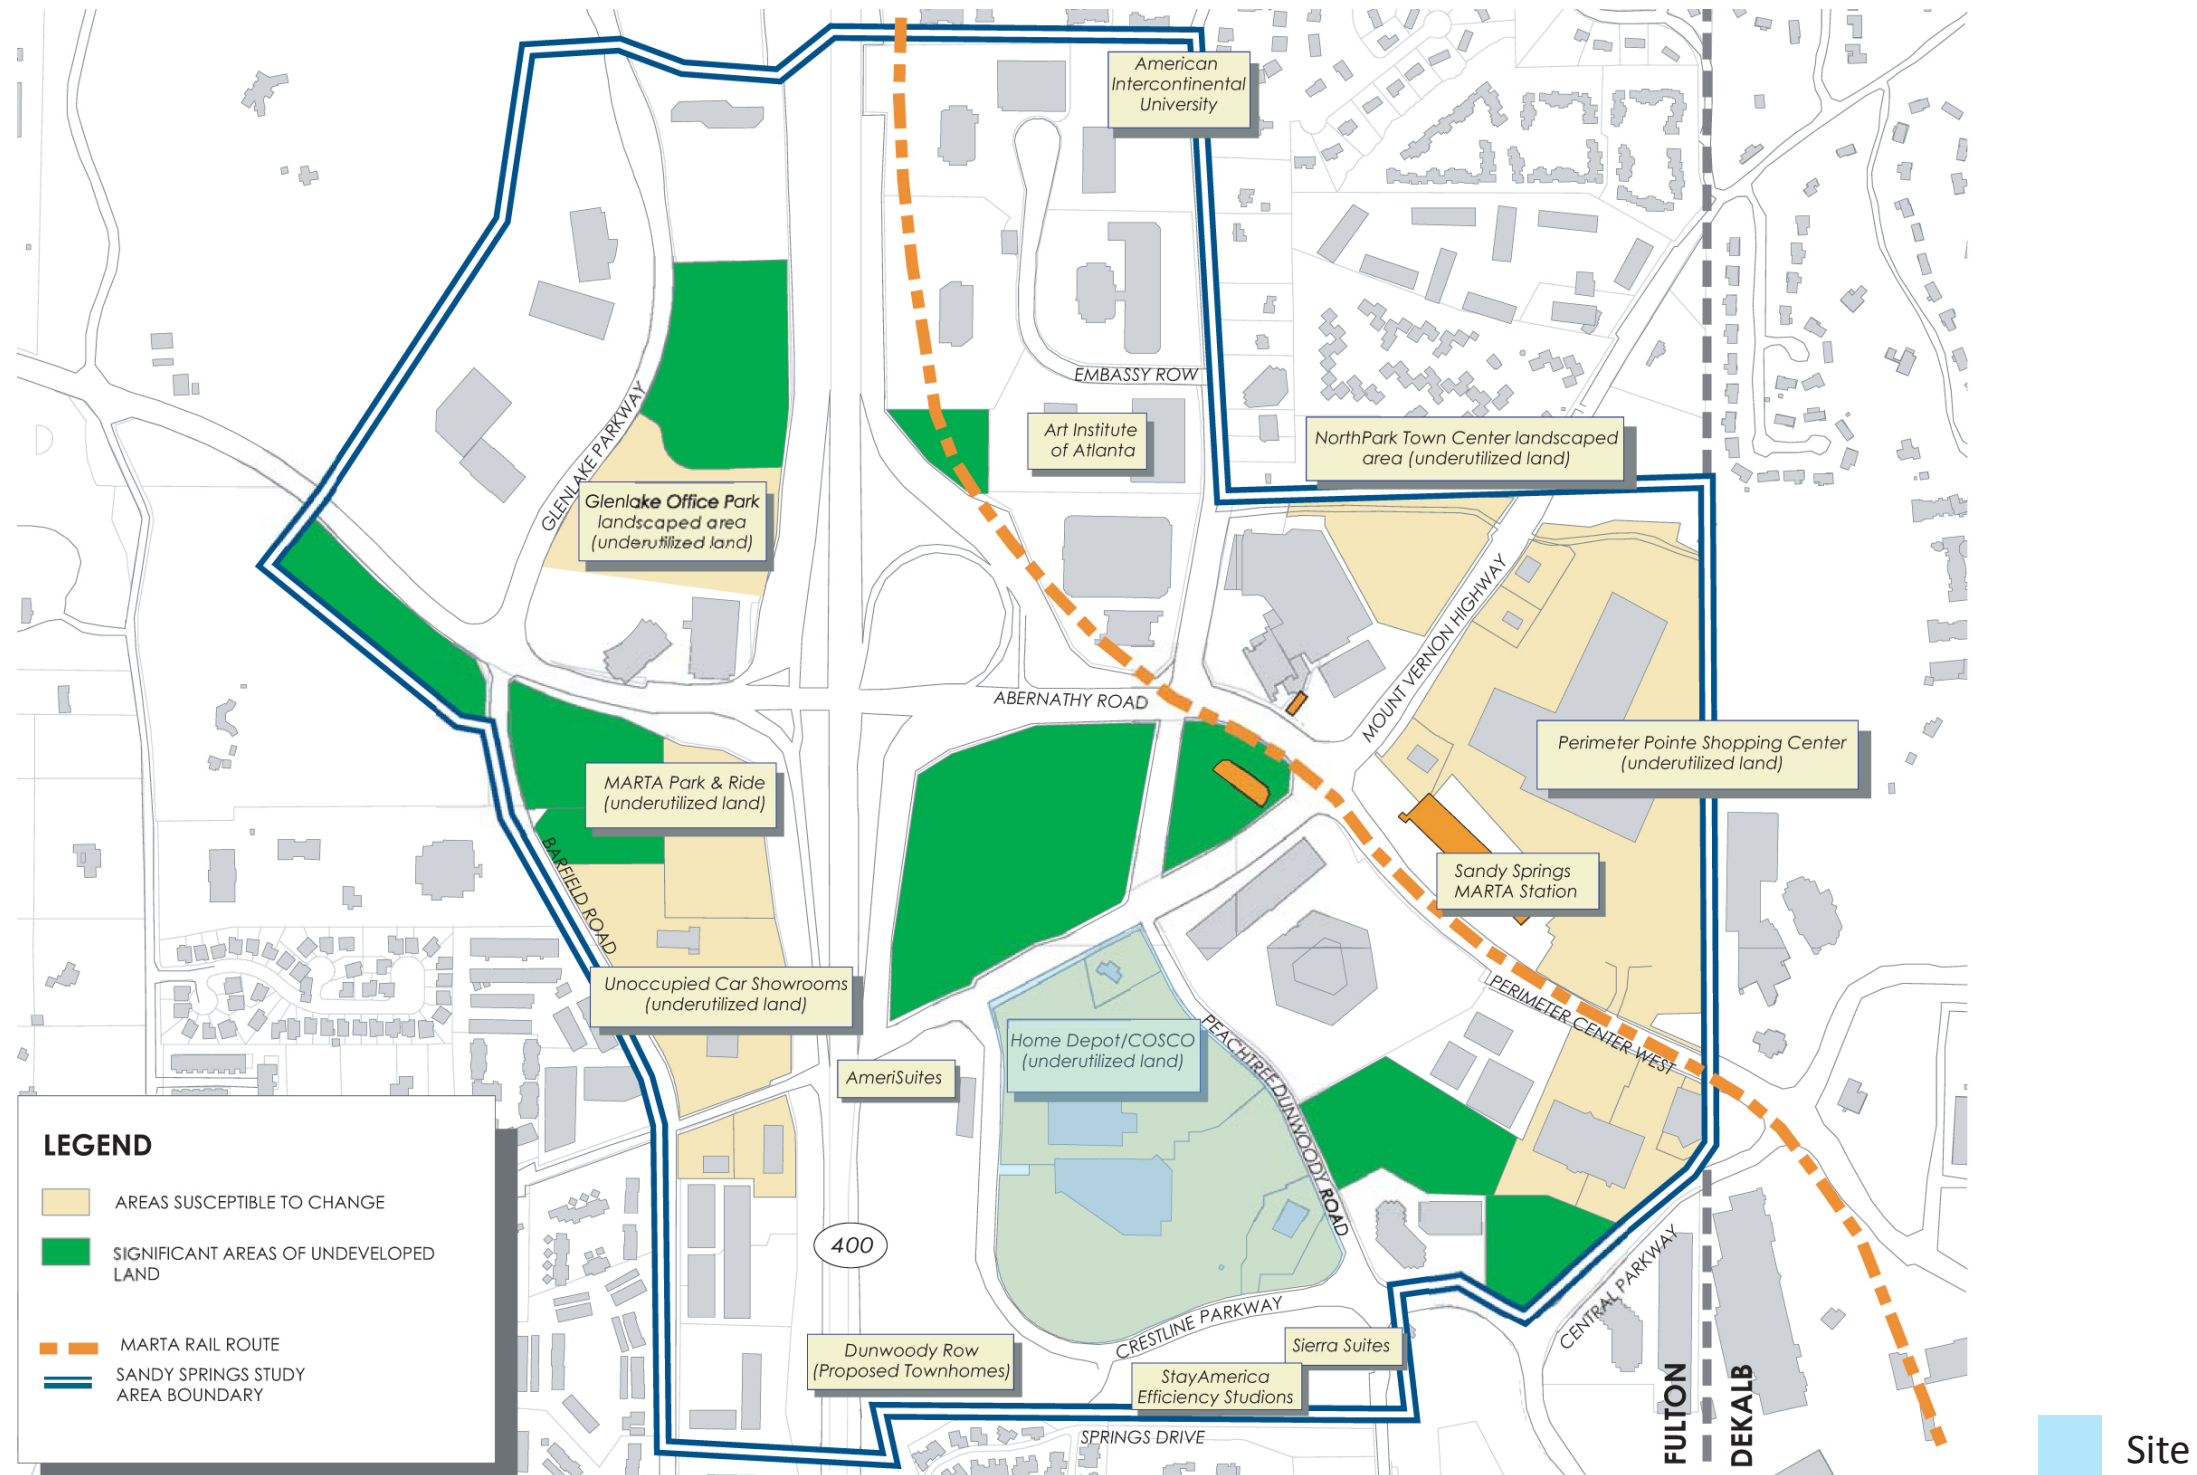 American
Intercontinental
University
EMBASSY ROW
Art Institute
of Atlanta
NorthPark Town Center landscaped
area (underutilized land)
GLENLAKE PARKWAY
Glenlake Office Park
landscaped area
(underutilized land)
MOUNT VERNON HIGHWAY
ABERNATHY ROAD
Perimeter Pointe Shopping Center
(underutilized land)
MARTA Park & Ride
(underutilized land)
BARFIELD ROAD
Sandy Springs
MARTA Station
Unoccupied Car Showrooms
(underutilized land)
PERIMETER CENTER WEST
Home Depot/COSCO
(underutilized land)
PEACHTREE DUNWOODY ROAD
AmeriSuites
400
CRESTLINE PARKWAY
CENTRAL PARKWAY
Dunwoody Row
(Proposed Townhomes)
Sierra Suites
StayAmerica
Efficiency Studions
SPRINGS DRIVE
FULTON
DEKALB
LEGEND
AREAS SUSCEPTIBLE TO CHANGE
SIGNIFICANT AREAS OF UNDEVELOPED
LAND
MARTA RAIL ROUTE
SANDY SPRINGS STUDY
AREA BOUNDARY
Site